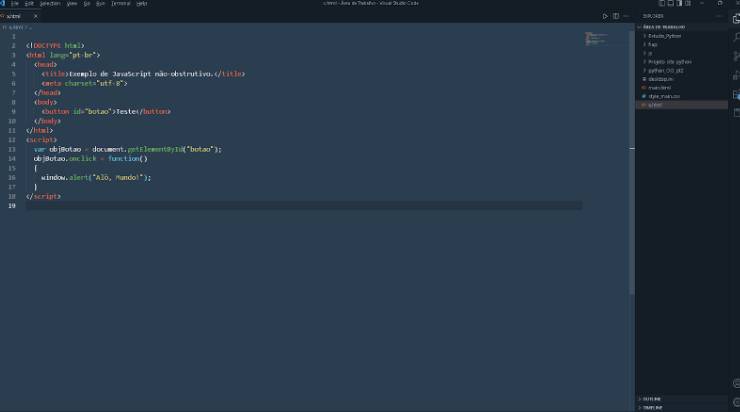 File Edit Selection View Go Run Terminal Help
s.html - Área de Trabalho - Visual Studio Code
s.html
s.html > ...
1
2 <!DOCTYPE html>
3 <html lang="pt-br">
4 <head>
5 <title>Exemplo de JavaScript não-obstrutivo.</title>
6 <meta charset="utf-8">
7 </head>
8 <body>
9 <button id="botao">Teste</button>
10 </body>
11 </html>
12 <script>
13 var objBotao = document.getElementById("botao");
14 objBotao.onclick = function()
15 {
16 window.alert("Alô, Mundo!");
17 }
18 </script>
19
EXPLORER
ÁREA DE TRABALHO
Estudo_Python
Projeto site python
python_OO_pt2
desktop.ini
main.html
style_main.css
s.html
OUTLINE
TIMELINE